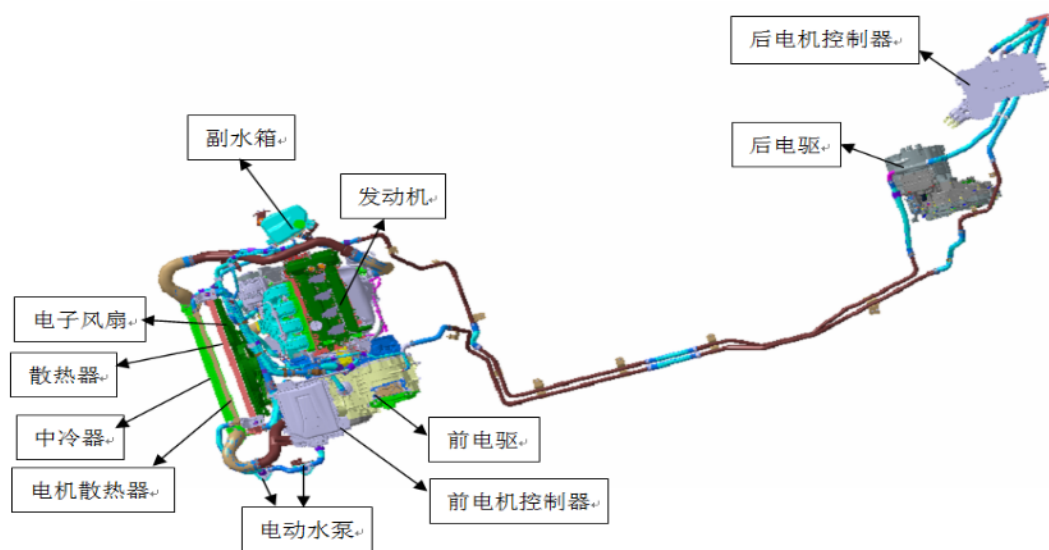 后电机控制器
副水箱
后电驱
发动机
电子风扇
散热器
中冷器
前电驱
电机散热器
前电机控制器
电动水泵